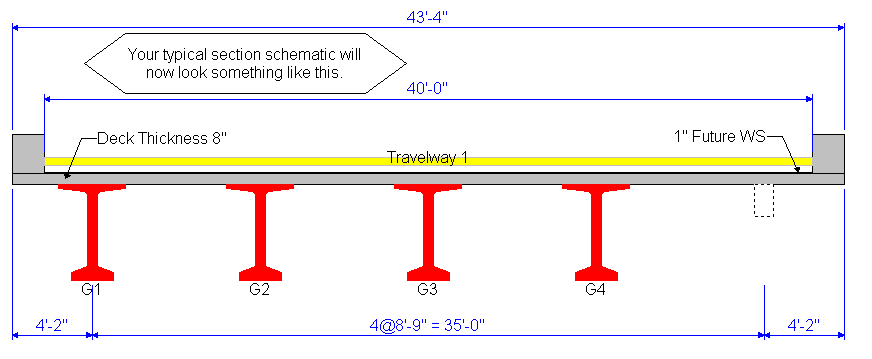 43'-4"
Your typical section schematic will
now look something like this.
40'-0"
Deck Thickness 8"
1" Future WS
Travelway 1
G1
G2
G3
G4
4'-2"
4@8'-9" = 35'-0"
4'-2"